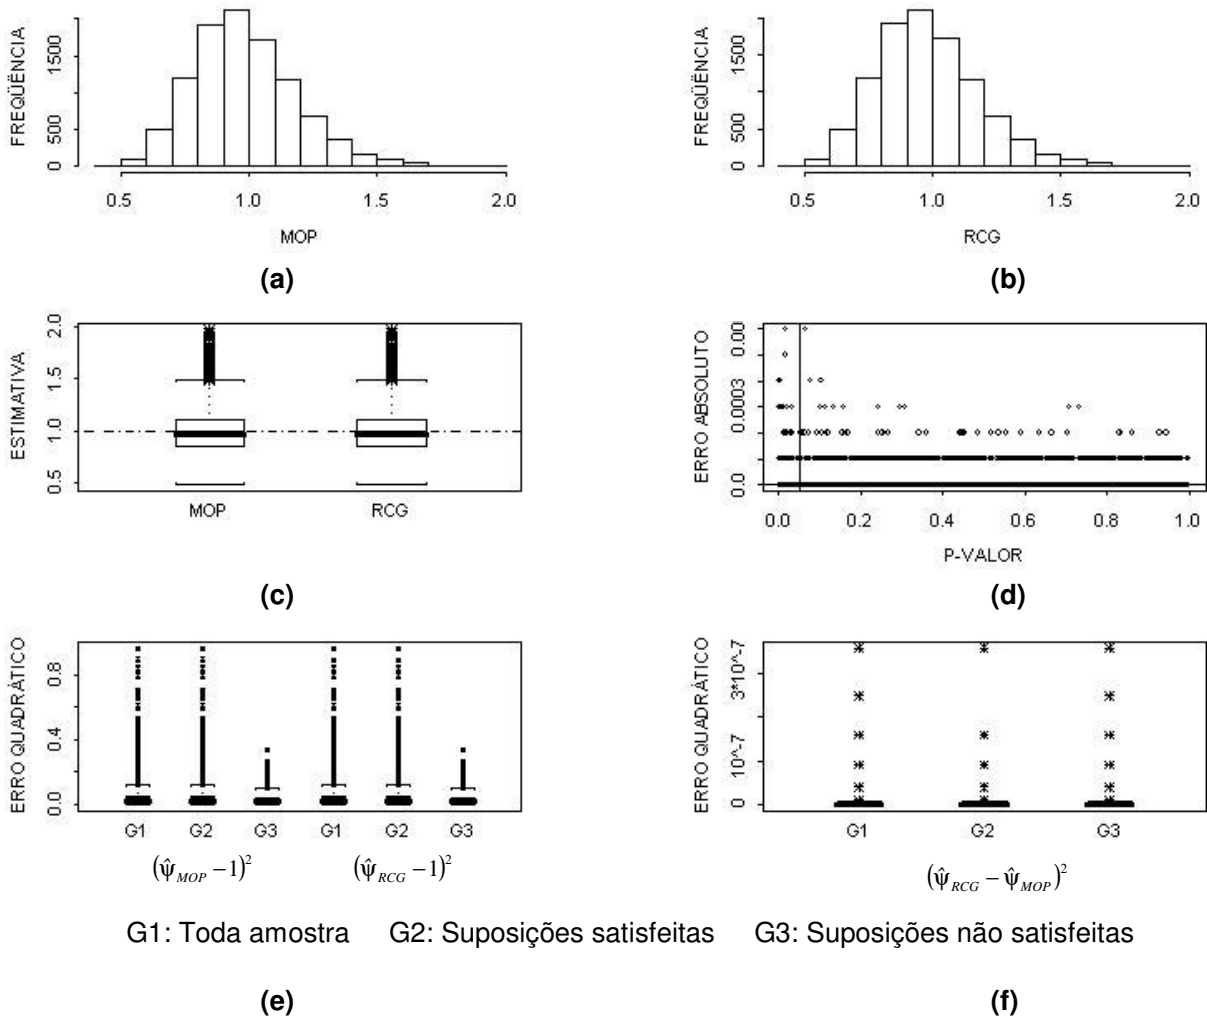 FREQÜÊNCIA
1500
500
0
0.5 1.0 1.5 2.0
MOP
(a)
FREQÜÊNCIA
1500
500
0
0.5 1.0 1.5 2.0
RCG
(b)
ESTIMATIVA
2.0
1.5
1.0
0.5
MOP RCG
(c)
ERRO ABSOLUTO
0.00
0.0003
0.0
0.0 0.2 0.4 0.6 0.8 1.0
P-VALOR
(d)
ERRO QUADRÁTICO
0.8
0.4
0.0
G1 G2 G3 G1 G2 G3
(ψ̂_MOP − 1)² (ψ̂_RCG − 1)²
ERRO QUADRÁTICO
3*10^-7
10^-7
0
G1 G2 G3
(ψ̂_RCG − ψ̂_MOP)²
G1: Toda amostra G2: Suposições satisfeitas G3: Suposições não satisfeitas
(e) (f)